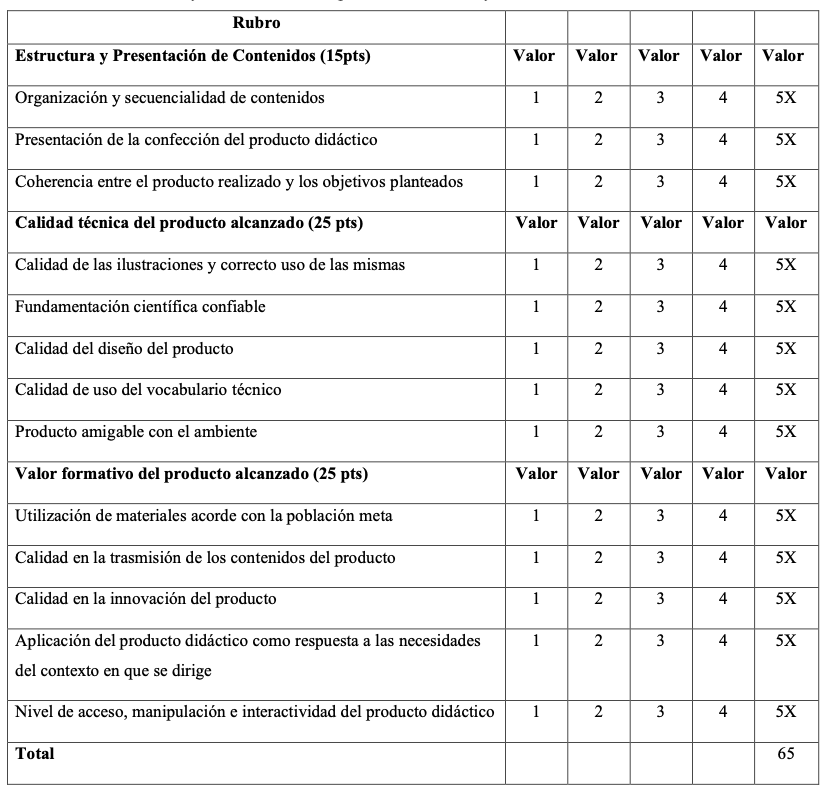 Rubro
Estructura y Presentación de Contenidos (15pts) Valor Valor Valor Valor Valor
Organización y secuencialidad de contenidos 1 2 3 4 5X
Presentación de la confección del producto didáctico 1 2 3 4 5X
Coherencia entre el producto realizado y los objetivos planteados 1 2 3 4 5X
Calidad técnica del producto alcanzado (25 pts) Valor Valor Valor Valor Valor
Calidad de las ilustraciones y correcto uso de las mismas 1 2 3 4 5X
Fundamentación científica confiable 1 2 3 4 5X
Calidad del diseño del producto 1 2 3 4 5X
Calidad de uso del vocabulario técnico 1 2 3 4 5X
Producto amigable con el ambiente 1 2 3 4 5X
Valor formativo del producto alcanzado (25 pts) Valor Valor Valor Valor Valor
Utilización de materiales acorde con la población meta 1 2 3 4 5X
Calidad en la trasmisión de los contenidos del producto 1 2 3 4 5X
Calidad en la innovación del producto 1 2 3 4 5X
Aplicación del producto didáctico como respuesta a las necesidades 1 2 3 4 5X
del contexto en que se dirige
Nivel de acceso, manipulación e interactividad del producto didáctico 1 2 3 4 5X
Total 65